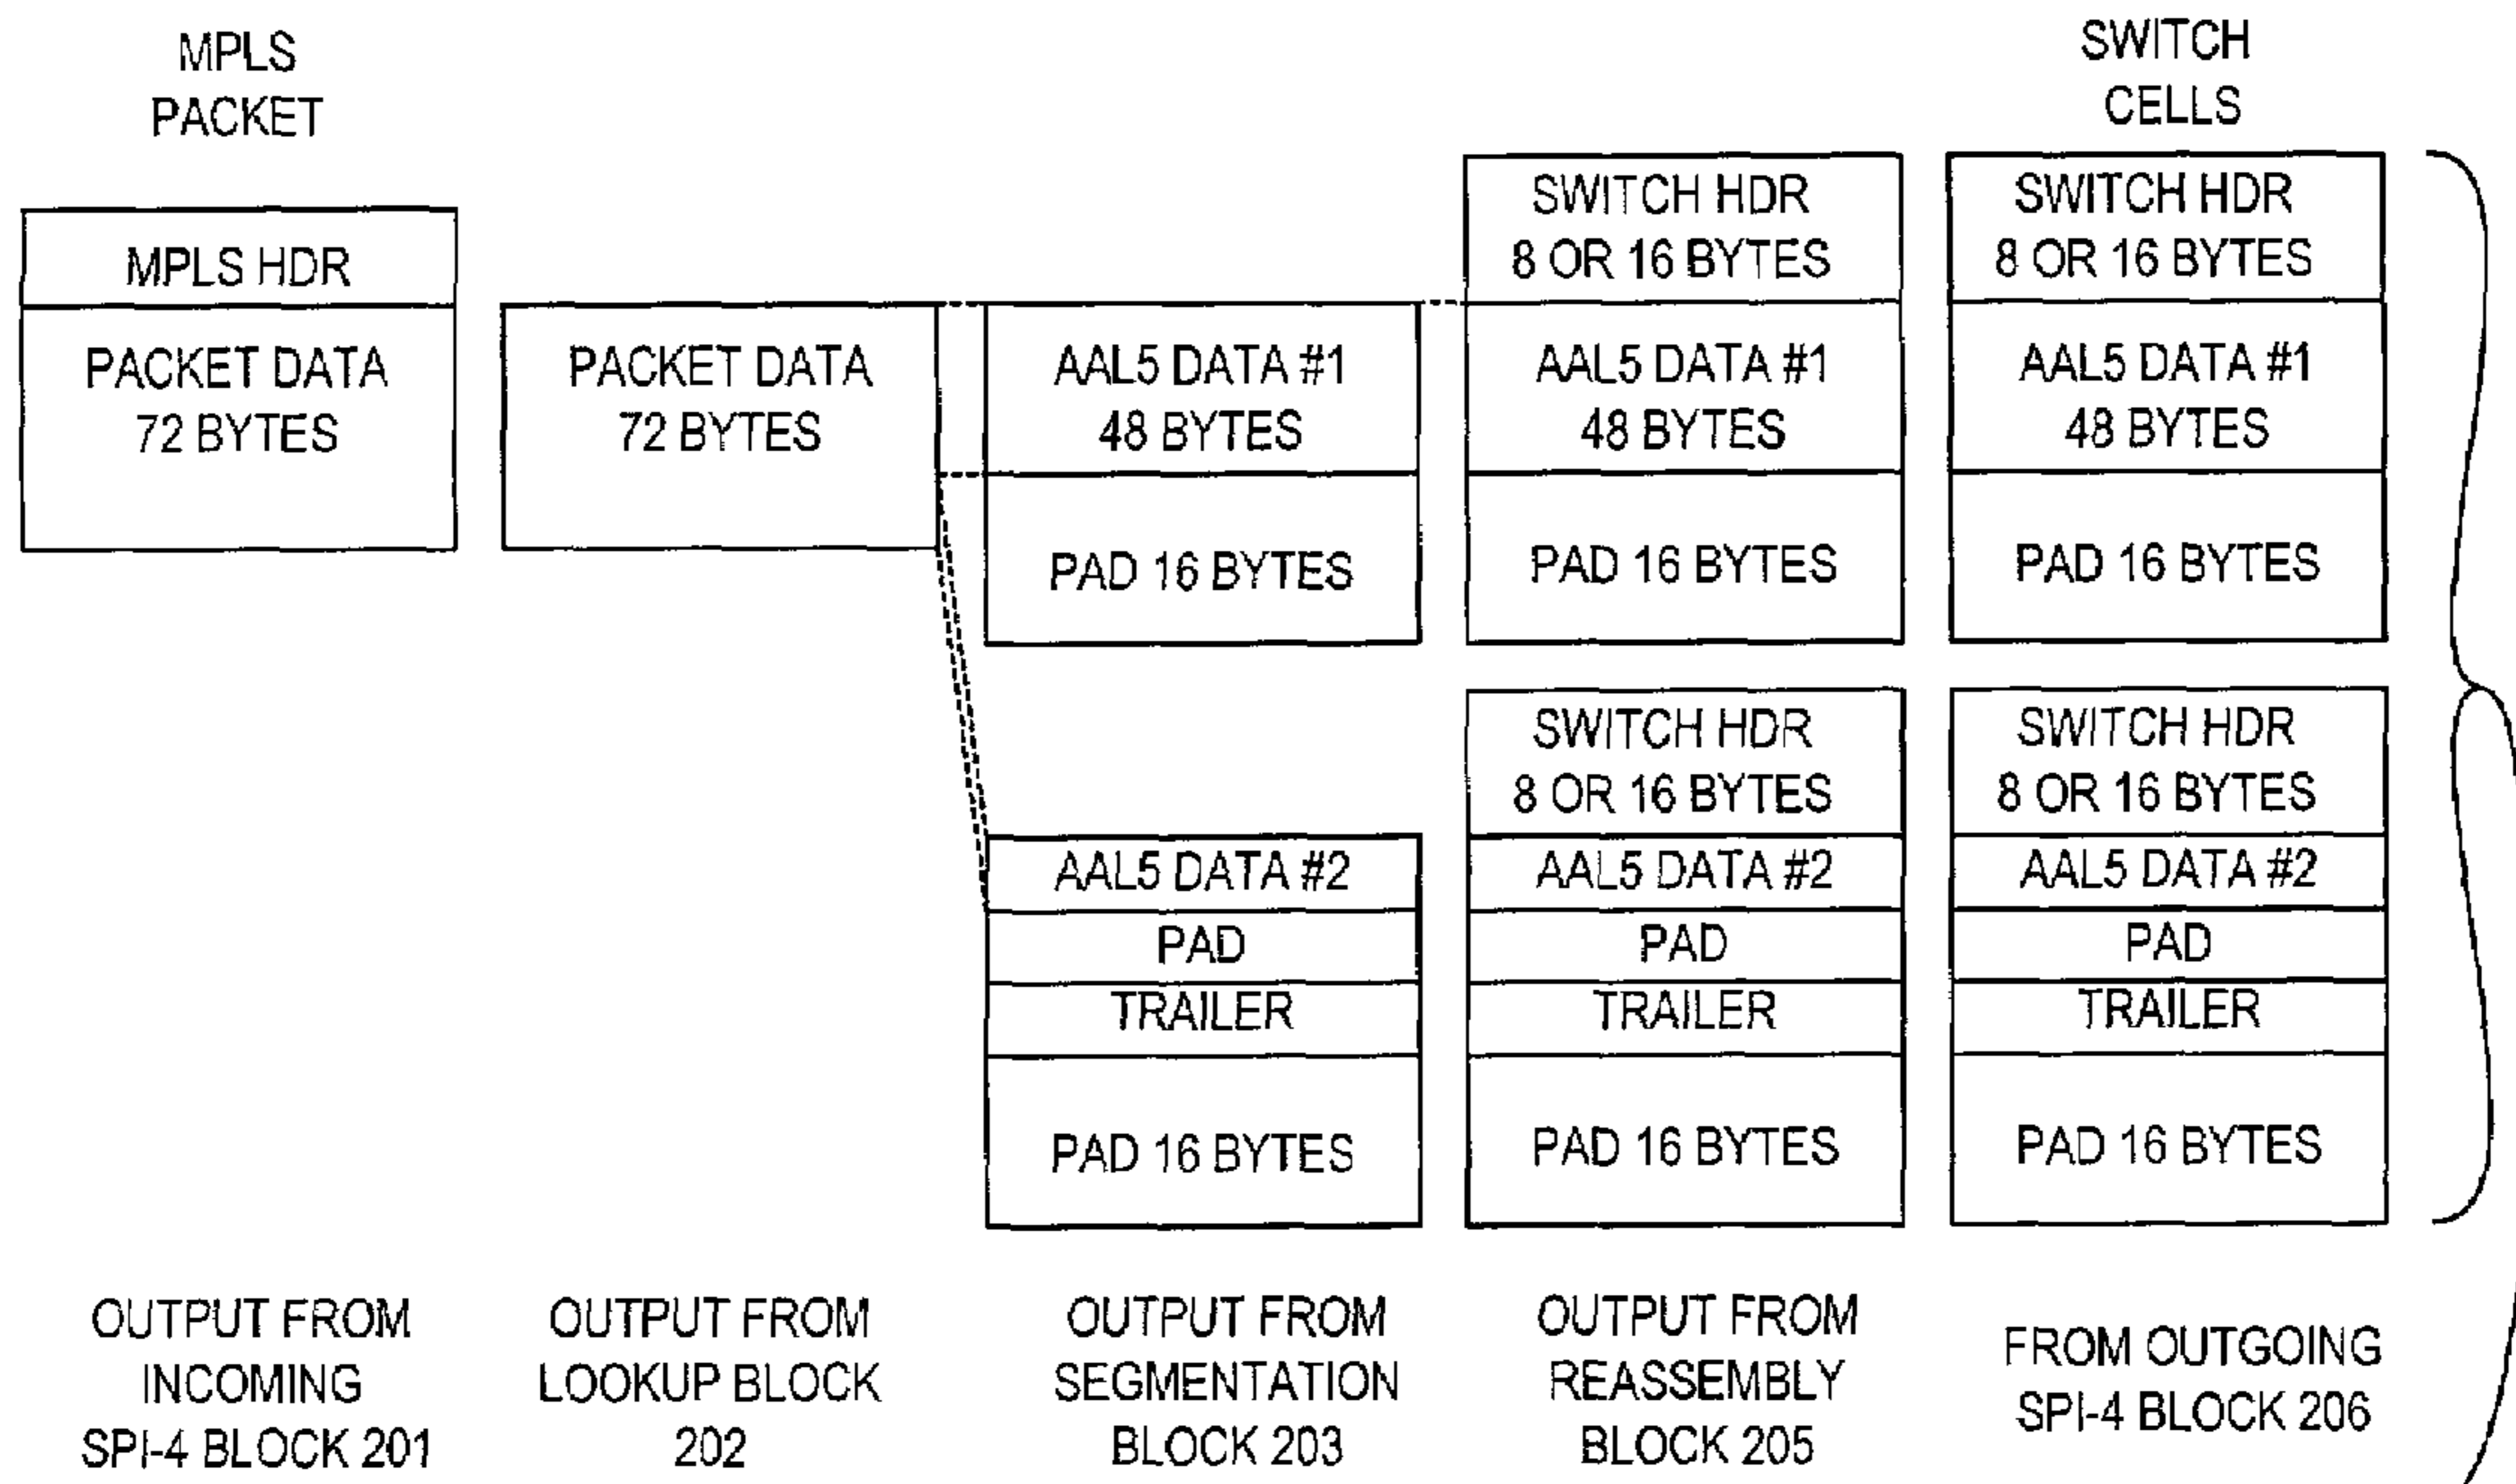 MPLS
PACKET
MPLS HDR
PACKET DATA
72 BYTES
PACKET DATA
72 BYTES
AAL5 DATA #1
48 BYTES
PAD 16 BYTES
AAL5 DATA #2
PAD
TRAILER
PAD 16 BYTES
SWITCH HDR
8 OR 16 BYTES
AAL5 DATA #1
48 BYTES
PAD 16 BYTES
SWITCH HDR
8 OR 16 BYTES
AAL5 DATA #2
PAD
TRAILER
PAD 16 BYTES
SWITCH
CELLS
SWITCH HDR
8 OR 16 BYTES
AAL5 DATA #1
48 BYTES
PAD 16 BYTES
SWITCH HDR
8 OR 16 BYTES
AAL5 DATA #2
PAD
TRAILER
PAD 16 BYTES
OUTPUT FROM
INCOMING
SPI-4 BLOCK 201
OUTPUT FROM
LOOKUP BLOCK
202
OUTPUT FROM
SEGMENTATION
BLOCK 203
OUTPUT FROM
REASSEMBLY
BLOCK 205
FROM OUTGOING
SPI-4 BLOCK 206